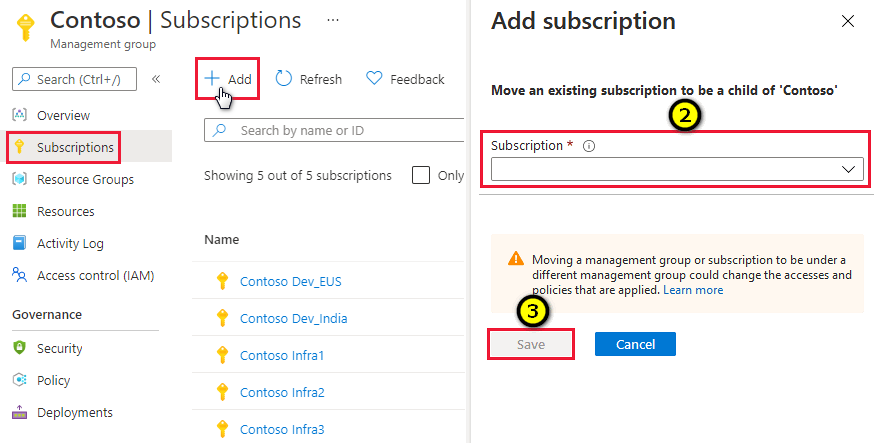 Contoso | Subscriptions ...
Management group
Search (Ctrl+/)
«
Overview
Subscriptions
Resource Groups
Resources
Activity Log
Access control (IAM)
Governance
Security
Policy
Deployments
Add
Refresh
Feedback
Search by name or ID
Showing 5 out of 5 subscriptions
Only
Name
Contoso Dev_EUS
Contoso Dev_India
Contoso Infra1
Contoso Infra2
Contoso Infra3
Add subscription
Move an existing subscription to be a child of 'Contoso'
2
Subscription *
Moving a management group or subscription to be under a
different management group could change the accesses and
policies that are applied. Learn more
3
Save
Cancel